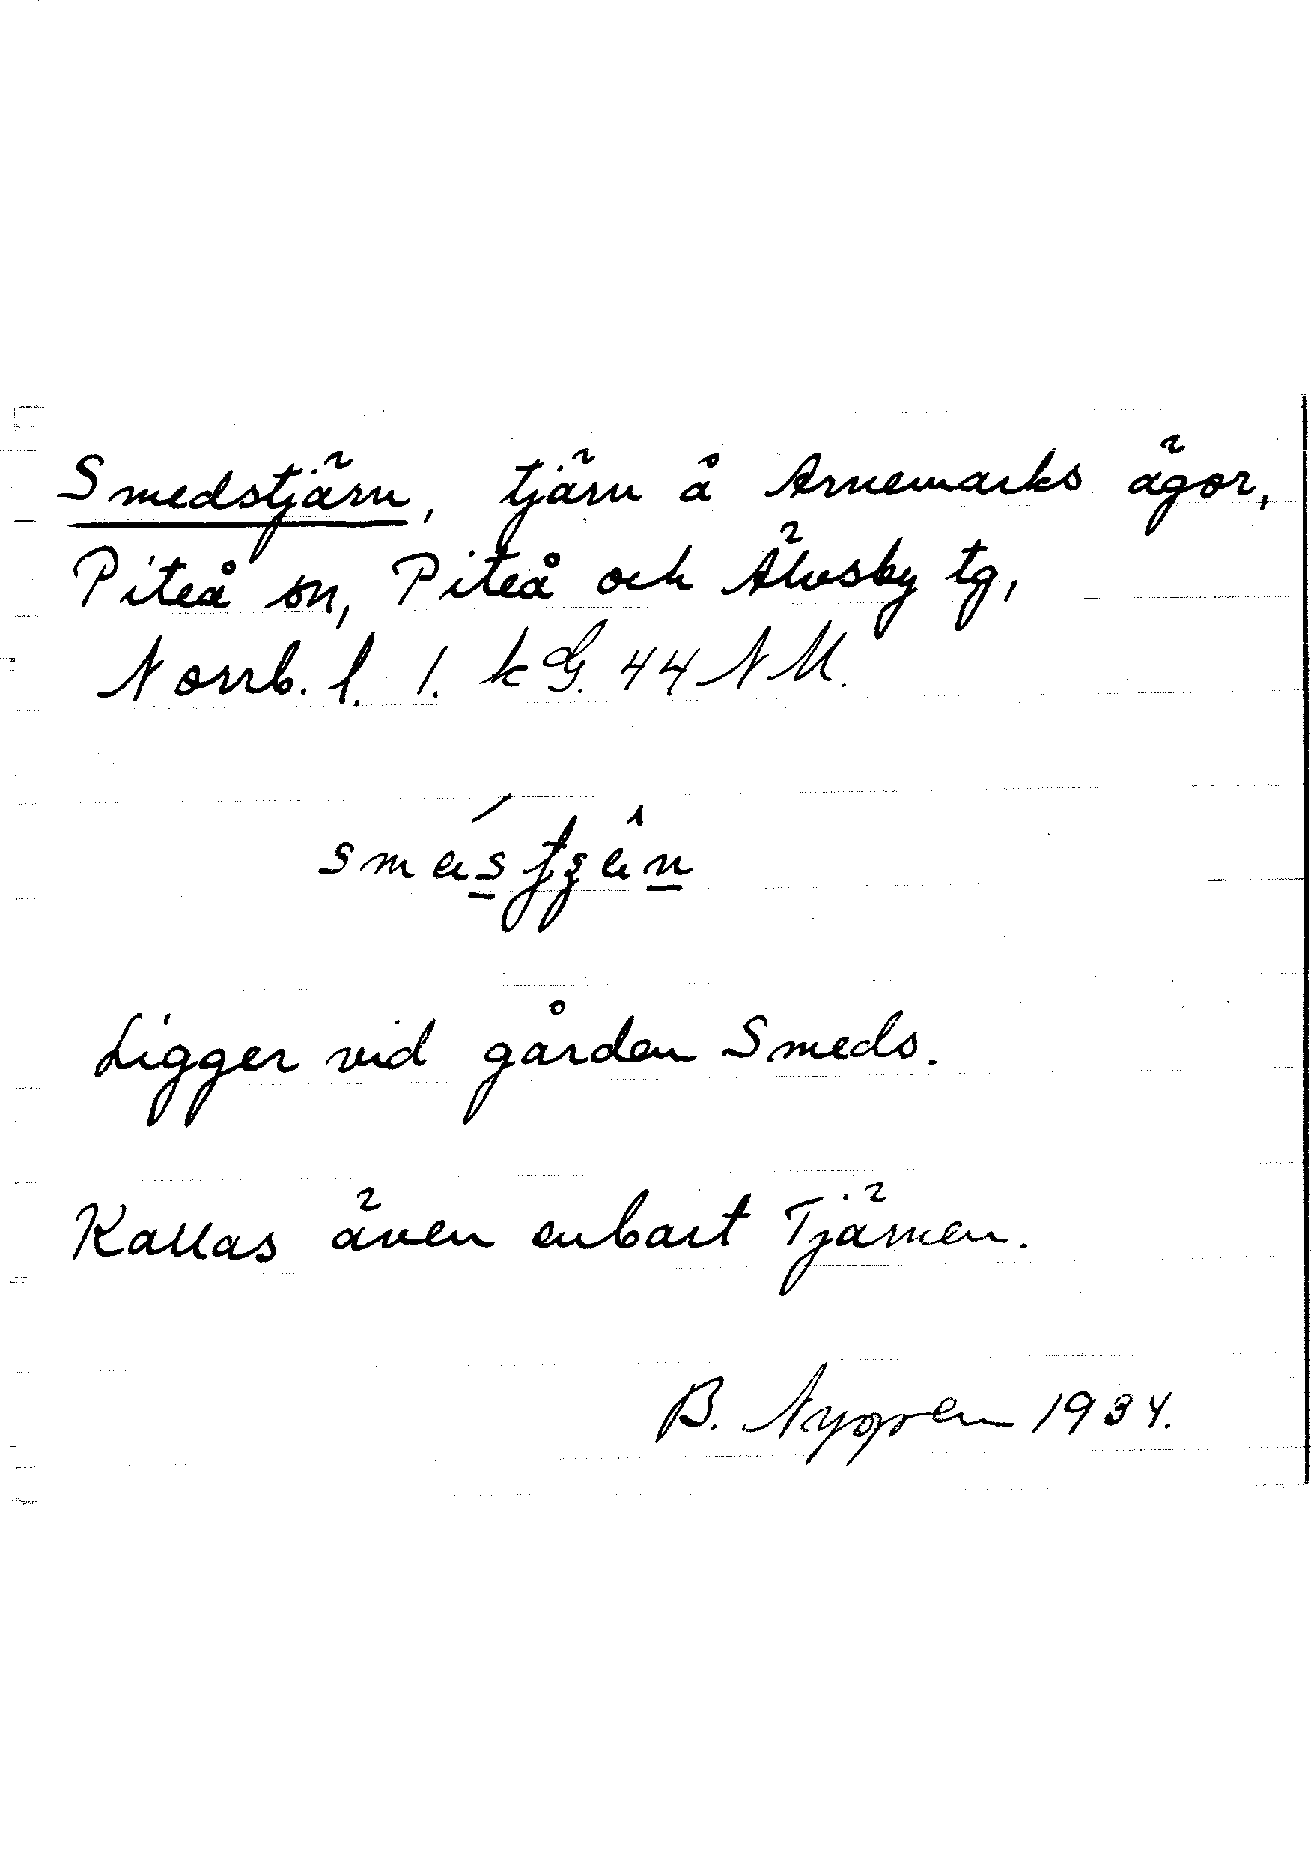 Smedstjärn, tjärn å Arnemarks ägor,
Piteå sn, Piteå och Älvsby tg,
Norrb. l. 1. kG. 44 NM.
Ligger vid gården Smeds.
Kallas även enbart Tjärnen.
B. Nygren 1934.